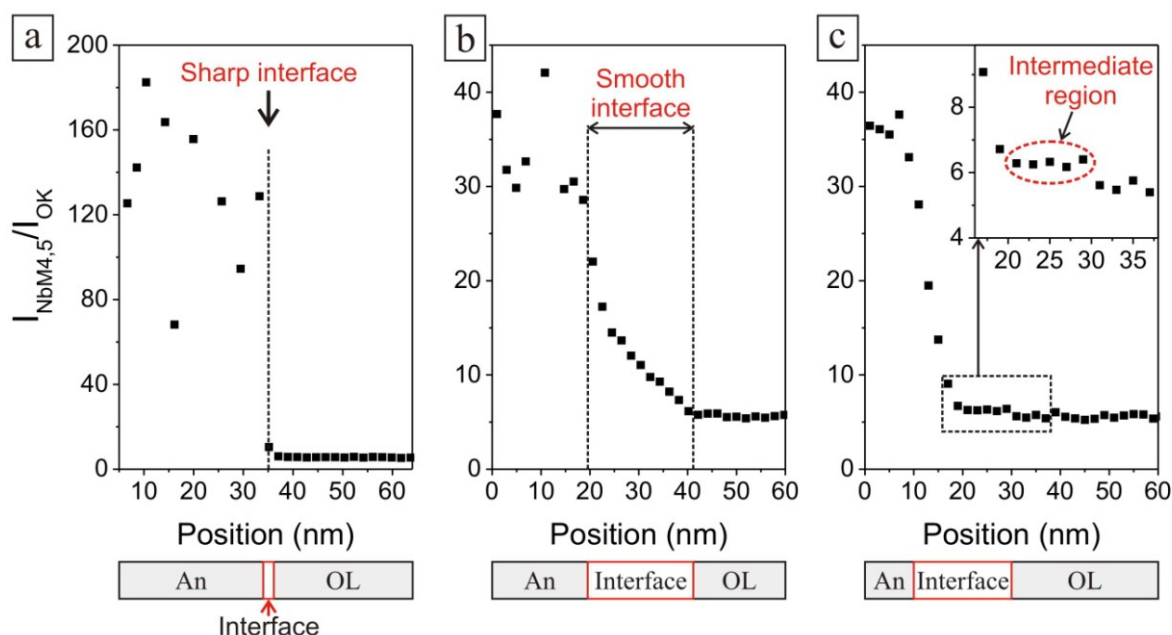 a
200
160
120
80
40
0
I_NbM4,5/I_OK
Sharp interface
10 20 30 40 50 60
Position (nm)
An OL
Interface
b
40
30
20
10
0
Smooth
interface
0 10 20 30 40 50 60
Position (nm)
An Interface OL
c
40
30
20
10
0
Intermediate
region
8
6
4
20 25 30 35
0 10 20 30 40 50 60
Position (nm)
An Interface OL